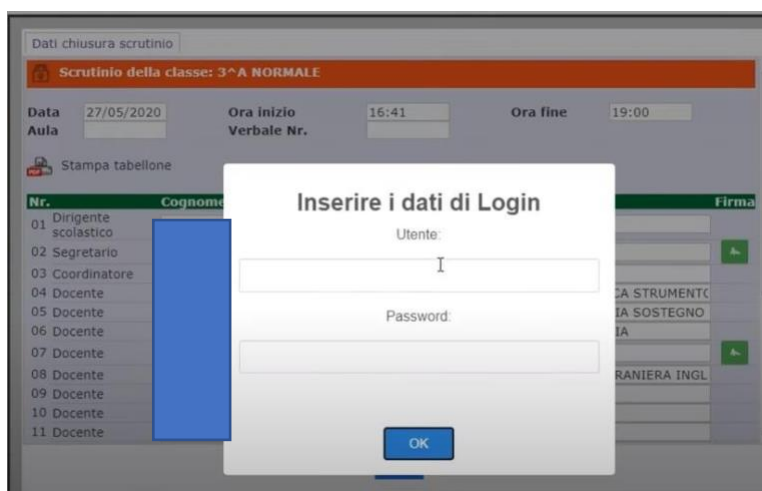 Dati chiusura scrutinio
Scrutinio della classe: 3^A NORMALE
Data 27/05/2020 Ora inizio 16:41 Ora fine 19:00
Aula Verbale Nr.
PDF Stampa tabellone
Nr. Cognome Firma
01 Dirigente scolastico
02 Segretario
03 Coordinatore
04 Docente CA STRUMENTO
05 Docente IA SOSTEGNO
06 Docente IA
07 Docente
08 Docente RANIERA INGL
09 Docente
10 Docente
11 Docente
Inserire i dati di Login
Utente:
Password:
OK